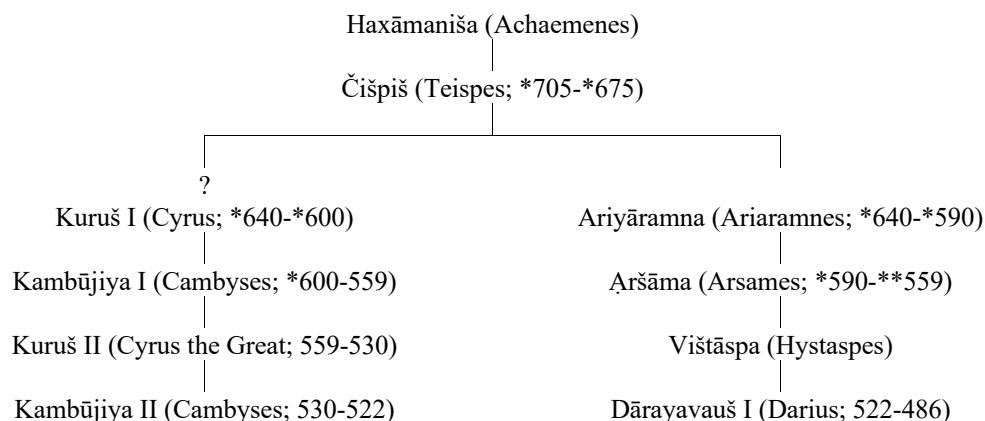 Haxāmaniša (Achaemenes)
Čišpiš (Teispes; *705-*675)
?
Kuruš I (Cyrus; *640-*600)
Ariyāramna (Ariaramnes; *640-*590)
Kambūjiya I (Cambyses; *600-559)
Ạršāma (Arsames; *590-**559)
Kuruš II (Cyrus the Great; 559-530)
Vištāspa (Hystaspes)
Kambūjiya II (Cambyses; 530-522)
Dārayavauš I (Darius; 522-486)